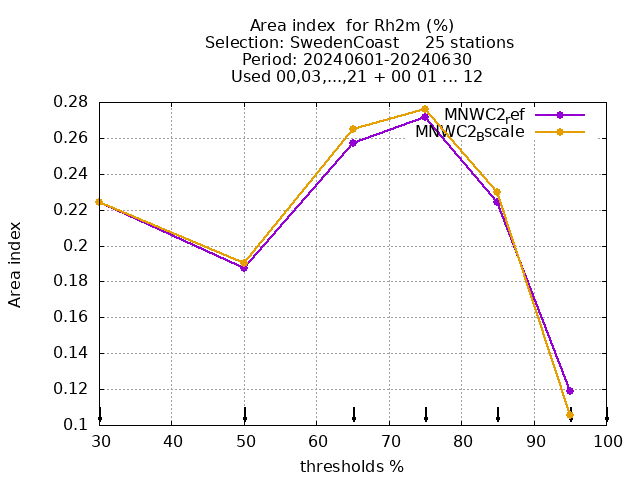 Area index  for Rh2m (%)
Selection: SwedenCoast     25 stations
Period: 20240601-20240630
Used 00,03,...,21 + 00 01 ... 12
MNWC2ref
MNWC2Bscale
0.28
0.26
0.24
0.22
0.2
0.18
0.16
0.14
0.12
0.1
Area index
30 40 50 60 70 80 90 100
thresholds %